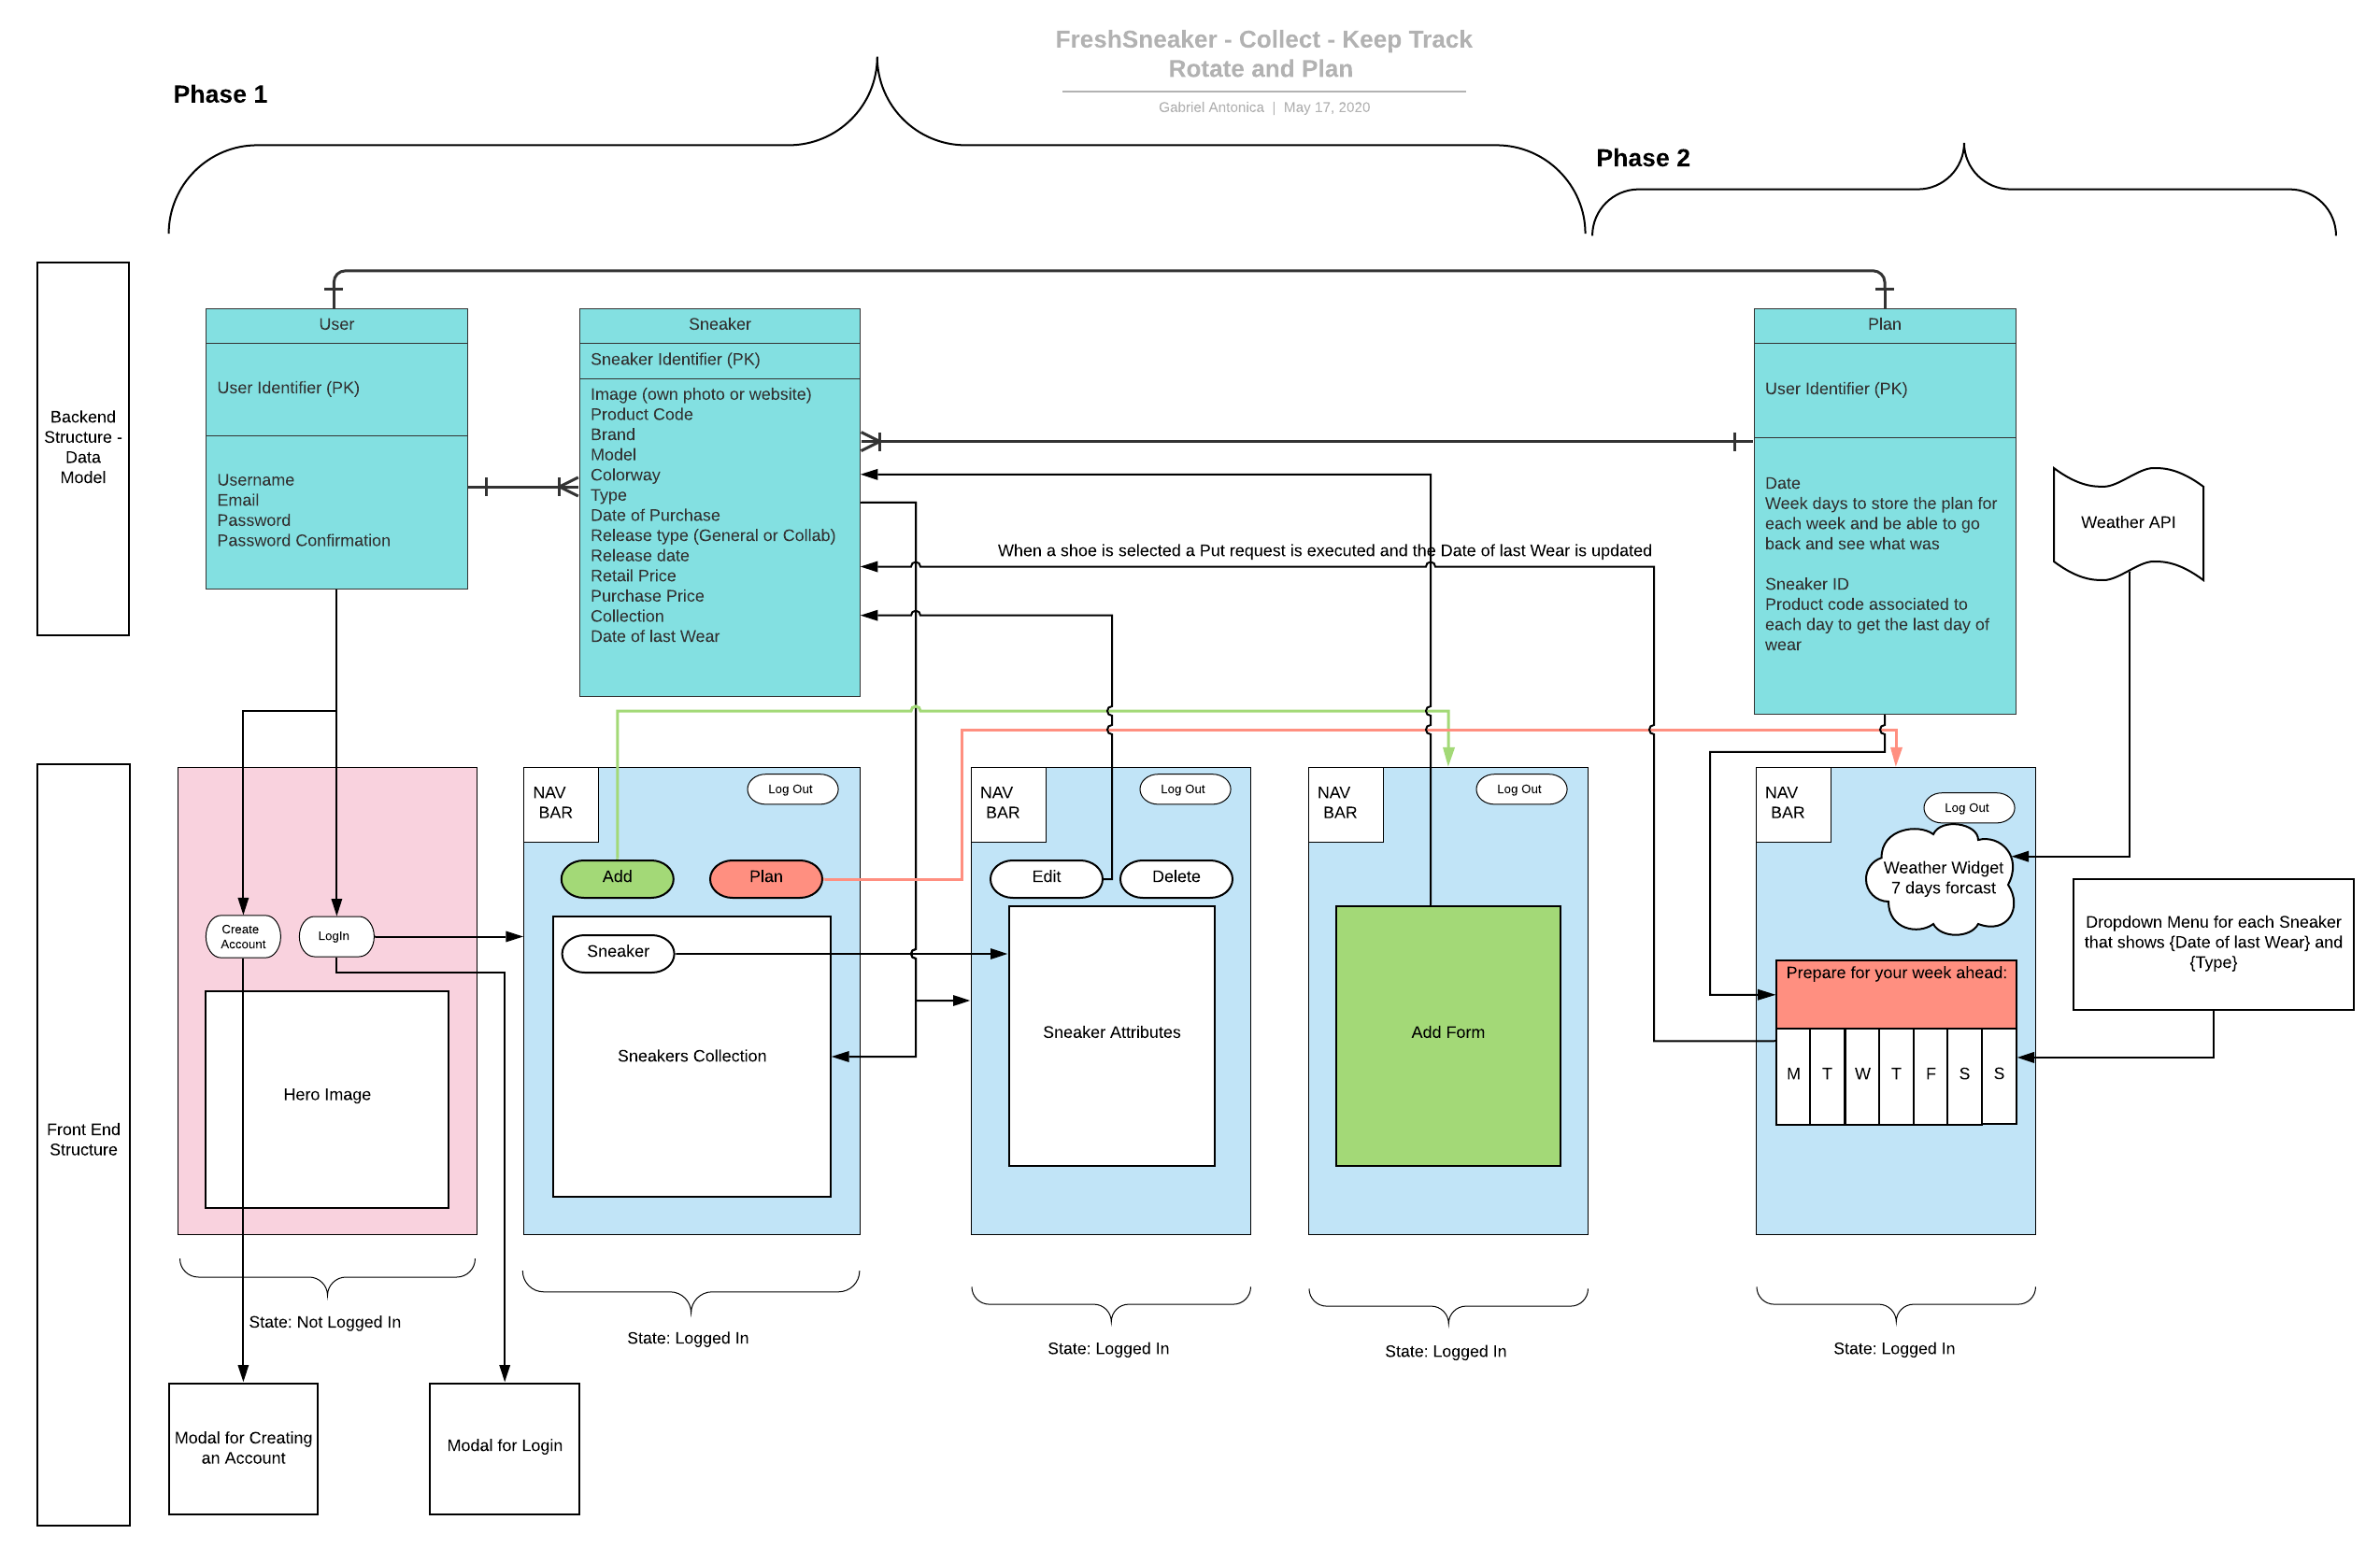 FreshSneaker - Collect - Keep Track
Rotate and Plan
Gabriel Antonica | May 17, 2020
Phase 1
Phase 2
Backend
Structure -
Data
Model
User
User Identifier (PK)
Username
Email
Password
Password Confirmation
Sneaker
Sneaker Identifier (PK)
Image (own photo or website)
Product Code
Brand
Model
Colorway
Type
Date of Purchase
Release type (General or Collab)
Release date
Retail Price
Purchase Price
Collection
Date of last Wear
When a shoe is selected a Put request is executed and the Date of last Wear is updated
Plan
User Identifier (PK)
Date
Week days to store the plan for
each week and be able to go
back and see what was
Sneaker ID
Product code associated to
each day to get the last day of
wear
Weather API
Front End
Structure
Create
Account
LogIn
Hero Image
State: Not Logged In
Modal for Creating
an Account
Modal for Login
NAV
BAR
Log Out
Add
Plan
Sneaker
Sneakers Collection
State: Logged In
NAV
BAR
Log Out
Edit
Delete
Sneaker Attributes
State: Logged In
NAV
BAR
Log Out
Add Form
State: Logged In
NAV
BAR
Log Out
Weather Widget
7 days forcast
Prepare for your week ahead:
M T W T F S S
State: Logged In
Dropdown Menu for each Sneaker
that shows {Date of last Wear} and
{Type}